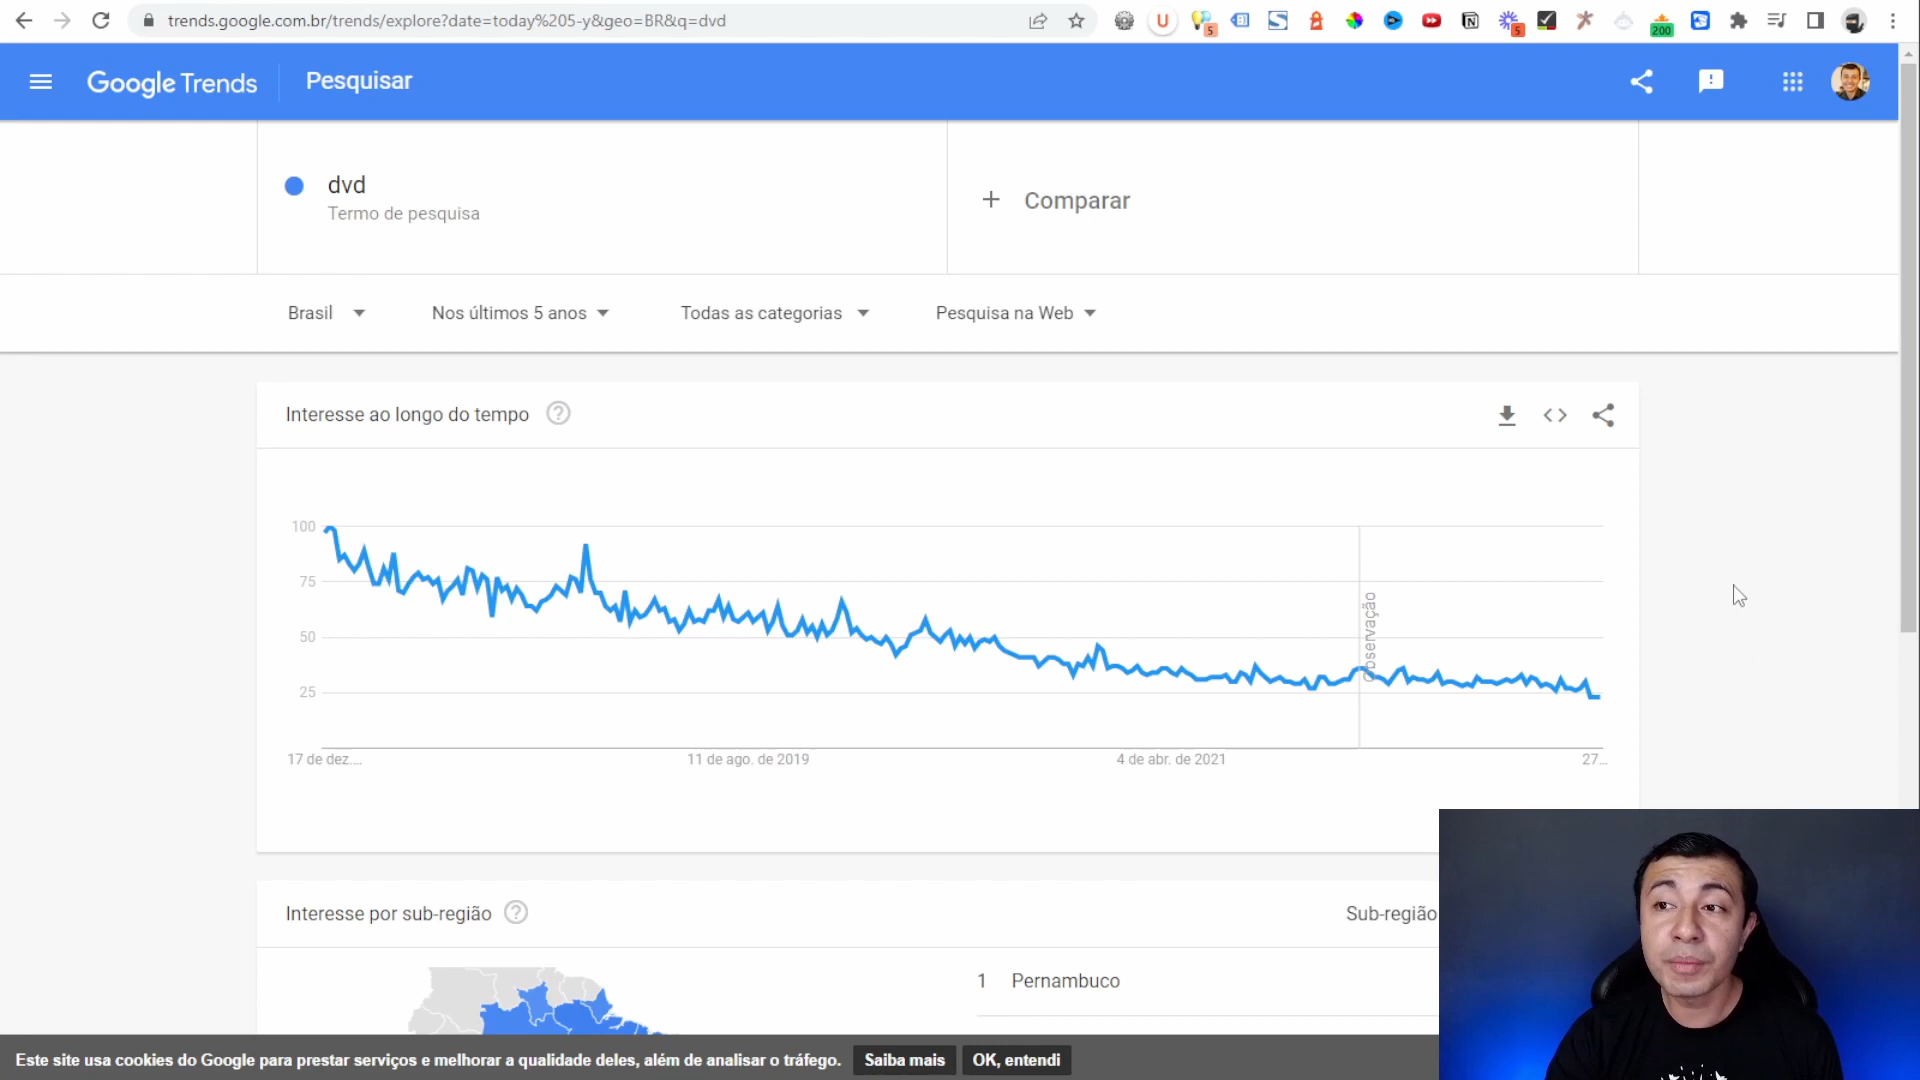 trends.google.com.br/trends/explore?date=today%205-y&geo=BR&q=dvd
U
5
N
5
200
Google Trends
Pesquisar
dvd
Termo de pesquisa
+ Comparar
Brasil
Nos últimos 5 anos
Todas as categorias
Pesquisa na Web
Interesse ao longo do tempo ?
100
75
50
25
Observação
17 de dez....
11 de ago. de 2019
4 de abr. de 2021
27...
Interesse por sub-região ?
Sub-região
1 Pernambuco
Este site usa cookies do Google para prestar serviços e melhorar a qualidade deles, além de analisar o tráfego.
Saiba mais
OK, entendi